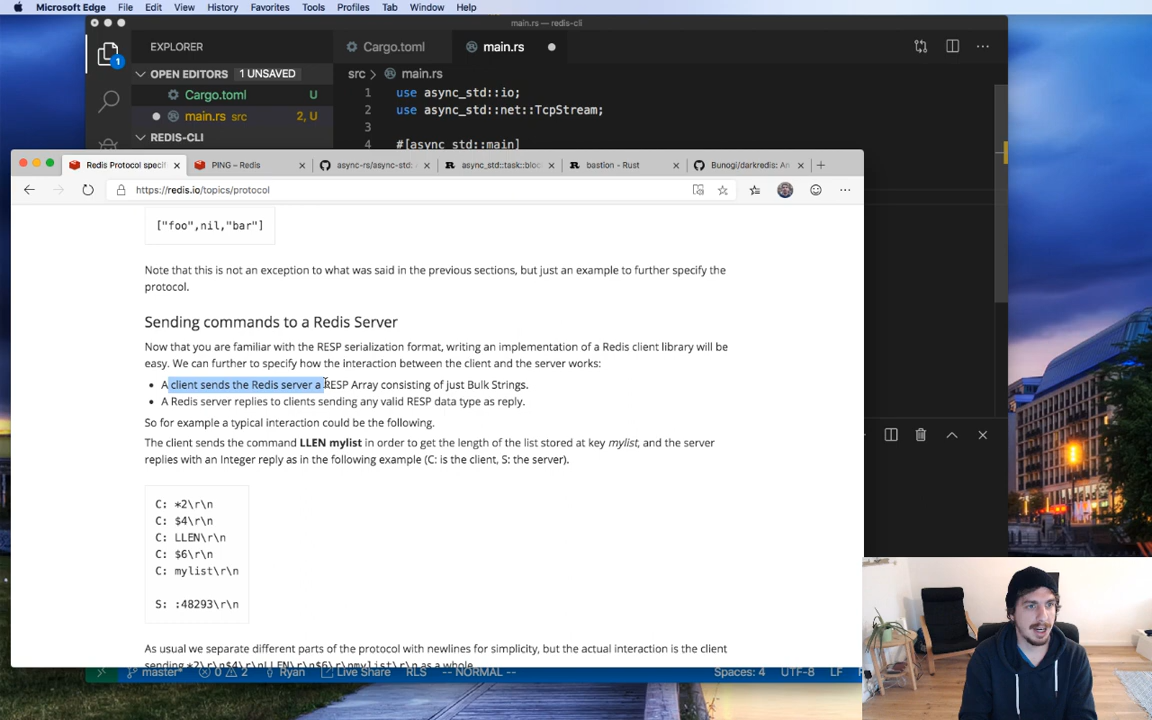 Microsoft Edge File Edit View History Favorites Tools Profiles Tab Window Help
main.rs — redis-cli
EXPLORER
Cargo.toml
main.rs
OPEN EDITORS 1 UNSAVED
src > main.rs
1
Cargo.toml U
1 use async_std::io;
main.rs src 2, U
2 use async_std::net::TcpStream;
3
REDIS-CLI
4 #[async_std::main]
Redis Protocol specif
PING – Redis
async-rs/async-std:
async_std::task::bloc
bastion - Rust
Bunogi/darkredis: An
https://redis.io/topics/protocol
["foo",nil,"bar"]
Note that this is not an exception to what was said in the previous sections, but just an example to further specify the
protocol.
Sending commands to a Redis Server
Now that you are familiar with the RESP serialization format, writing an implementation of a Redis client library will be
easy. We can further to specify how the interaction between the client and the server works:
• A client sends the Redis server a RESP Array consisting of just Bulk Strings.
• A Redis server replies to clients sending any valid RESP data type as reply.
So for example a typical interaction could be the following.
The client sends the command LLEN mylist in order to get the length of the list stored at key mylist, and the server
replies with an Integer reply as in the following example (C: is the client, S: the server).
C: *2\r\n
C: $4\r\n
C: LLEN\r\n
C: $6\r\n
C: mylist\r\n
S: :48293\r\n
As usual we separate different parts of the protocol with newlines for simplicity, but the actual interaction is the client
sending *2\r\n$4\r\nLLEN\r\n$6\r\nmylist\r\n as a whole.
master* 0 2 Ryan Live Share RLS -- NORMAL -- Spaces: 4 UTF-8 LF